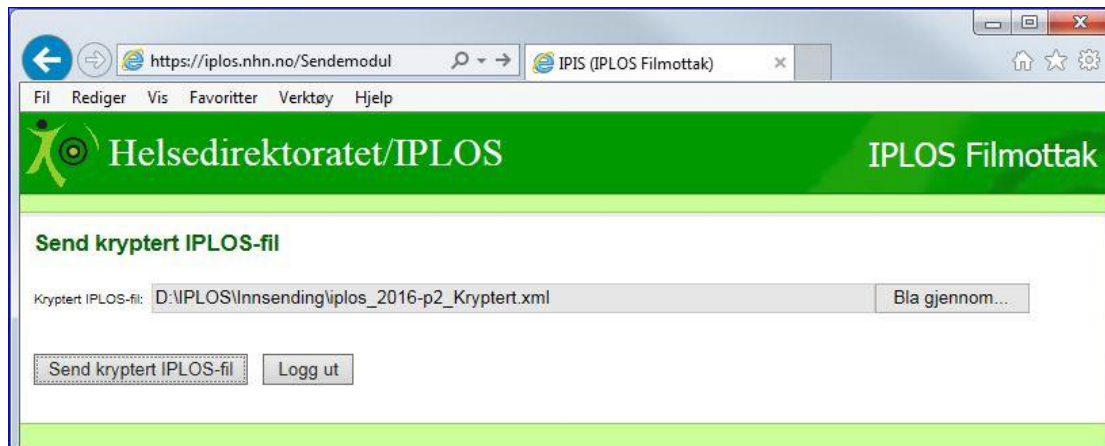 https://iplos.nhn.no/Sendemodul
IPIS (IPLOS Filmottak)
Fil Rediger Vis Favoritter Verktøy Hjelp
Helsedirektoratet/IPLOS
IPLOS Filmottak
Send kryptert IPLOS-fil
Kryptert IPLOS-fil: D:\IPLOS\Innsending\iplos_2016-p2_Kryptert.xml Bla gjennom...
Send kryptert IPLOS-fil Logg ut